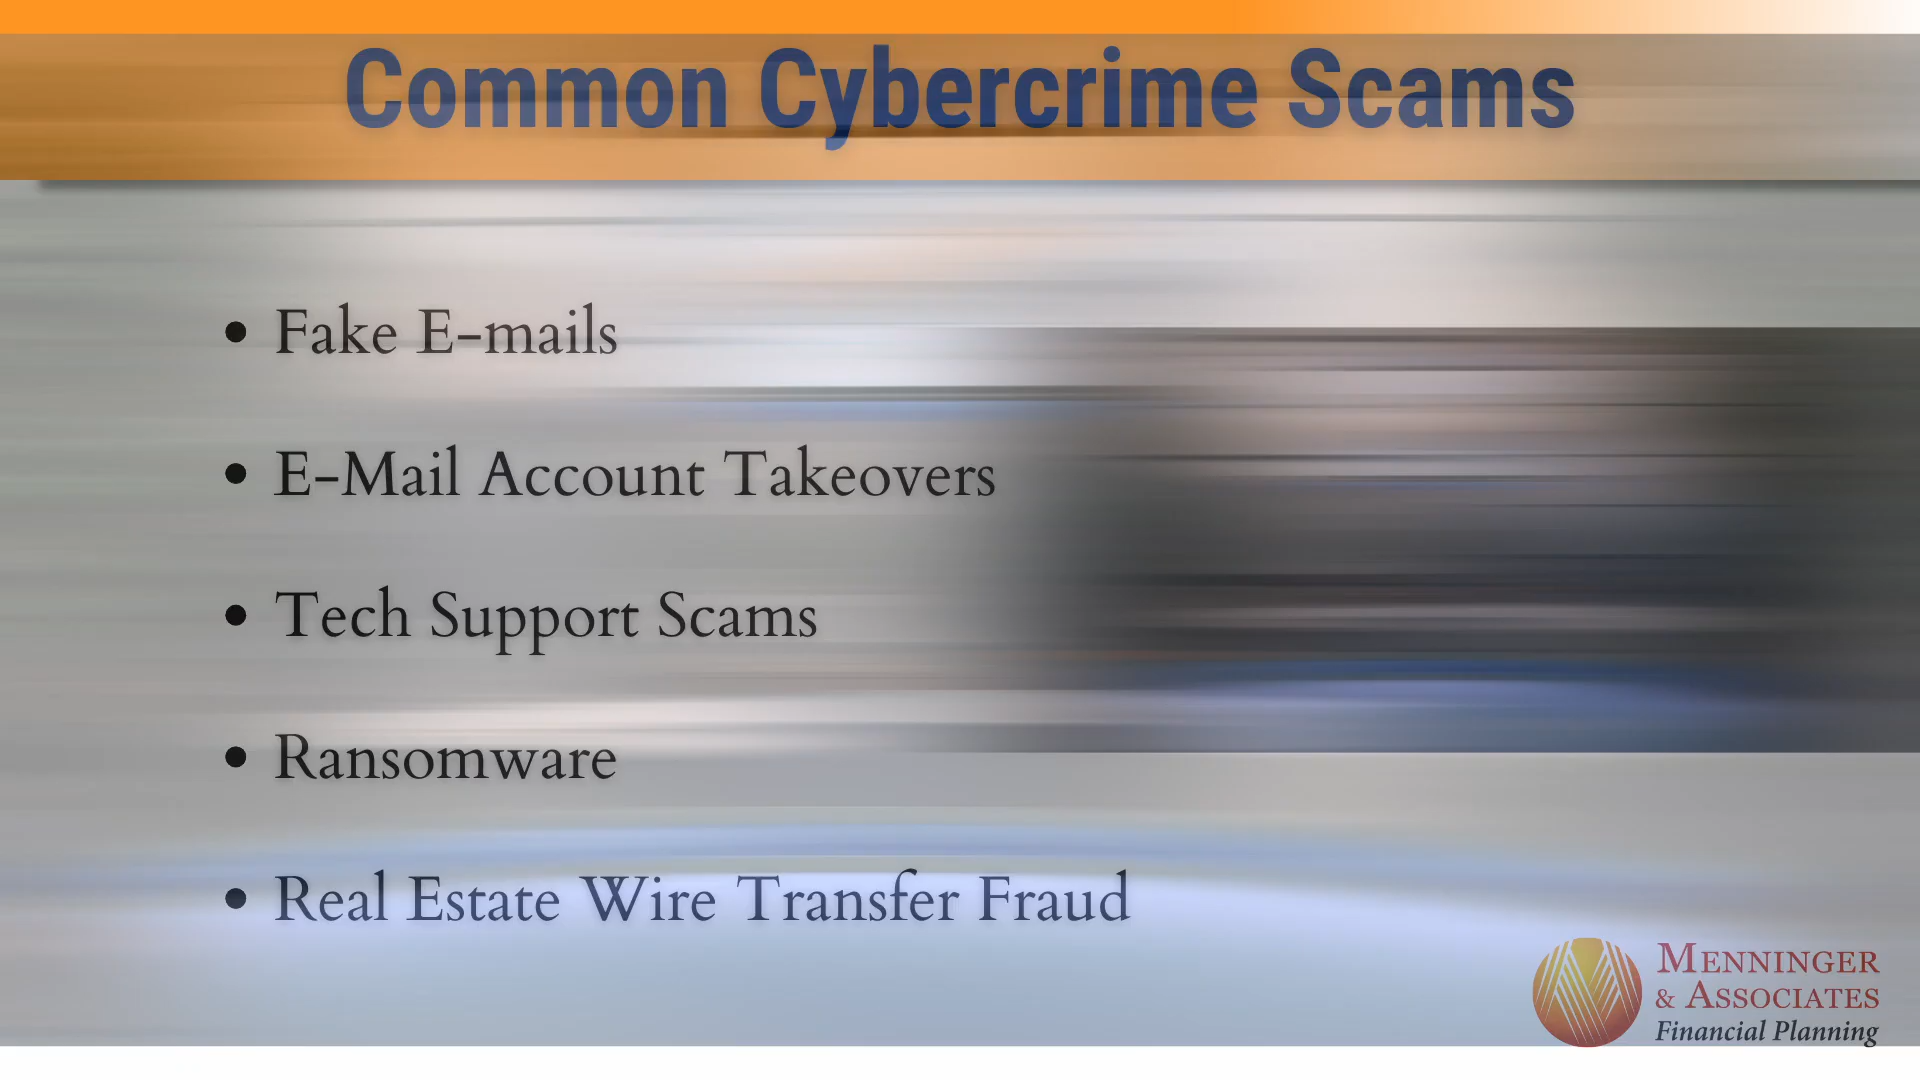 Common Cybercrime Scams
• Fake E-mails
• E-Mail Account Takeovers
• Tech Support Scams
• Ransomware
• Real Estate Wire Transfer Fraud
Menninger
& Associates
Financial Planning